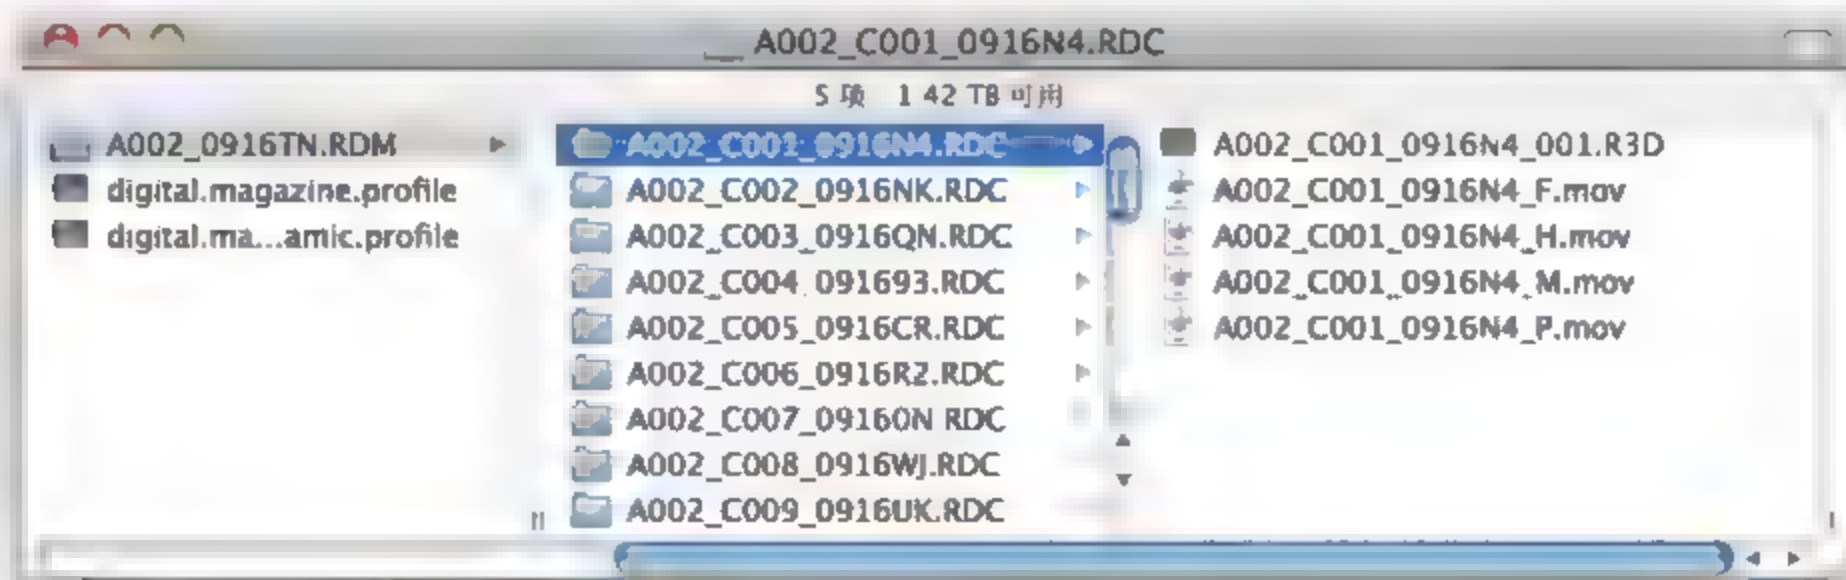 A002_C001_0916N4.RDC
5 项 1.42 TB 可用
A002_0916TN.RDM
digital.magazine.profile
digital.ma...amic.profile
A002_C001_0916N4.RDC
A002_C002_0916NK.RDC
A002_C003_0916QN.RDC
A002_C004_091693.RDC
A002_C005_0916CR.RDC
A002_C006_0916RZ.RDC
A002_C007_09160N.RDC
A002_C008_0916WJ.RDC
A002_C009_0916UK.RDC
A002_C001_0916N4_001.R3D
A002_C001_0916N4_F.mov
A002_C001_0916N4_H.mov
A002_C001_0916N4_M.mov
A002_C001_0916N4_P.mov